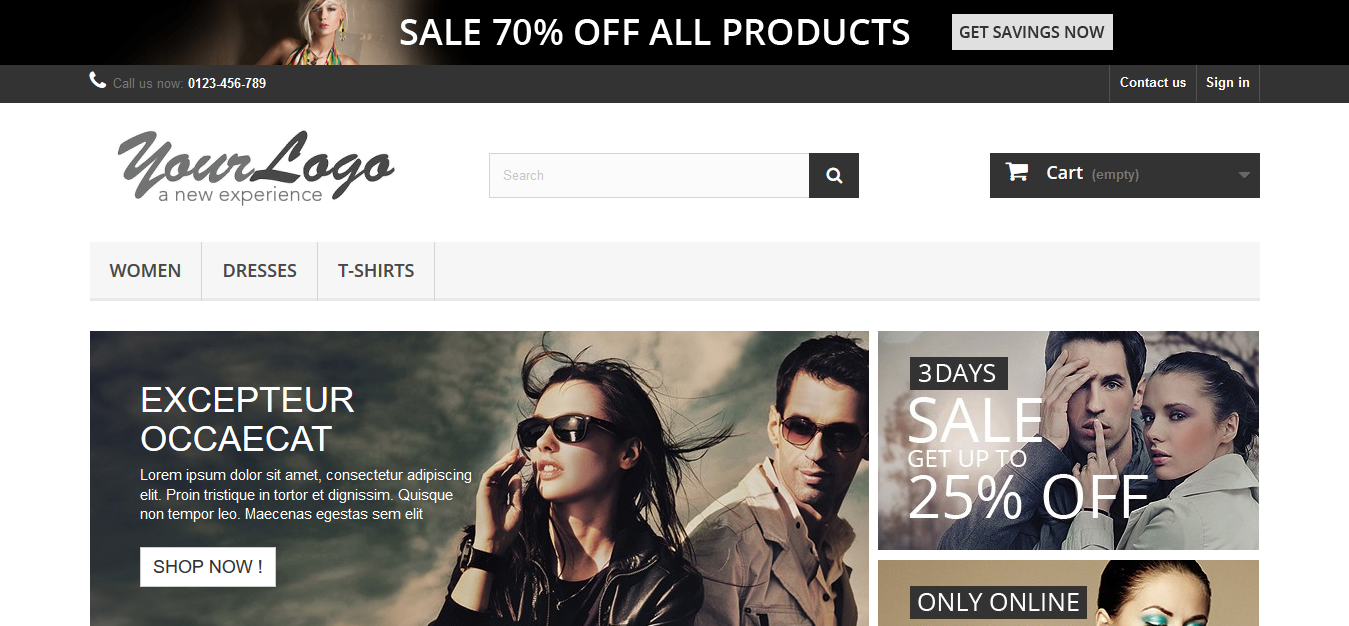 SALE 70% OFF ALL PRODUCTS
GET SAVINGS NOW
Call us now: 0123-456-789
Contact us
Sign in
YourLogo
a new experience
Search
Cart (empty)
WOMEN
DRESSES
T-SHIRTS
EXCEPTEUR
OCCAECAT
Lorem ipsum dolor sit amet, consectetur adipiscing
elit. Proin tristique in tortor et dignissim. Quisque
non tempor leo. Maecenas egestas sem elit
SHOP NOW !
3 DAYS
SALE
GET UP TO
25% OFF
ONLY ONLINE